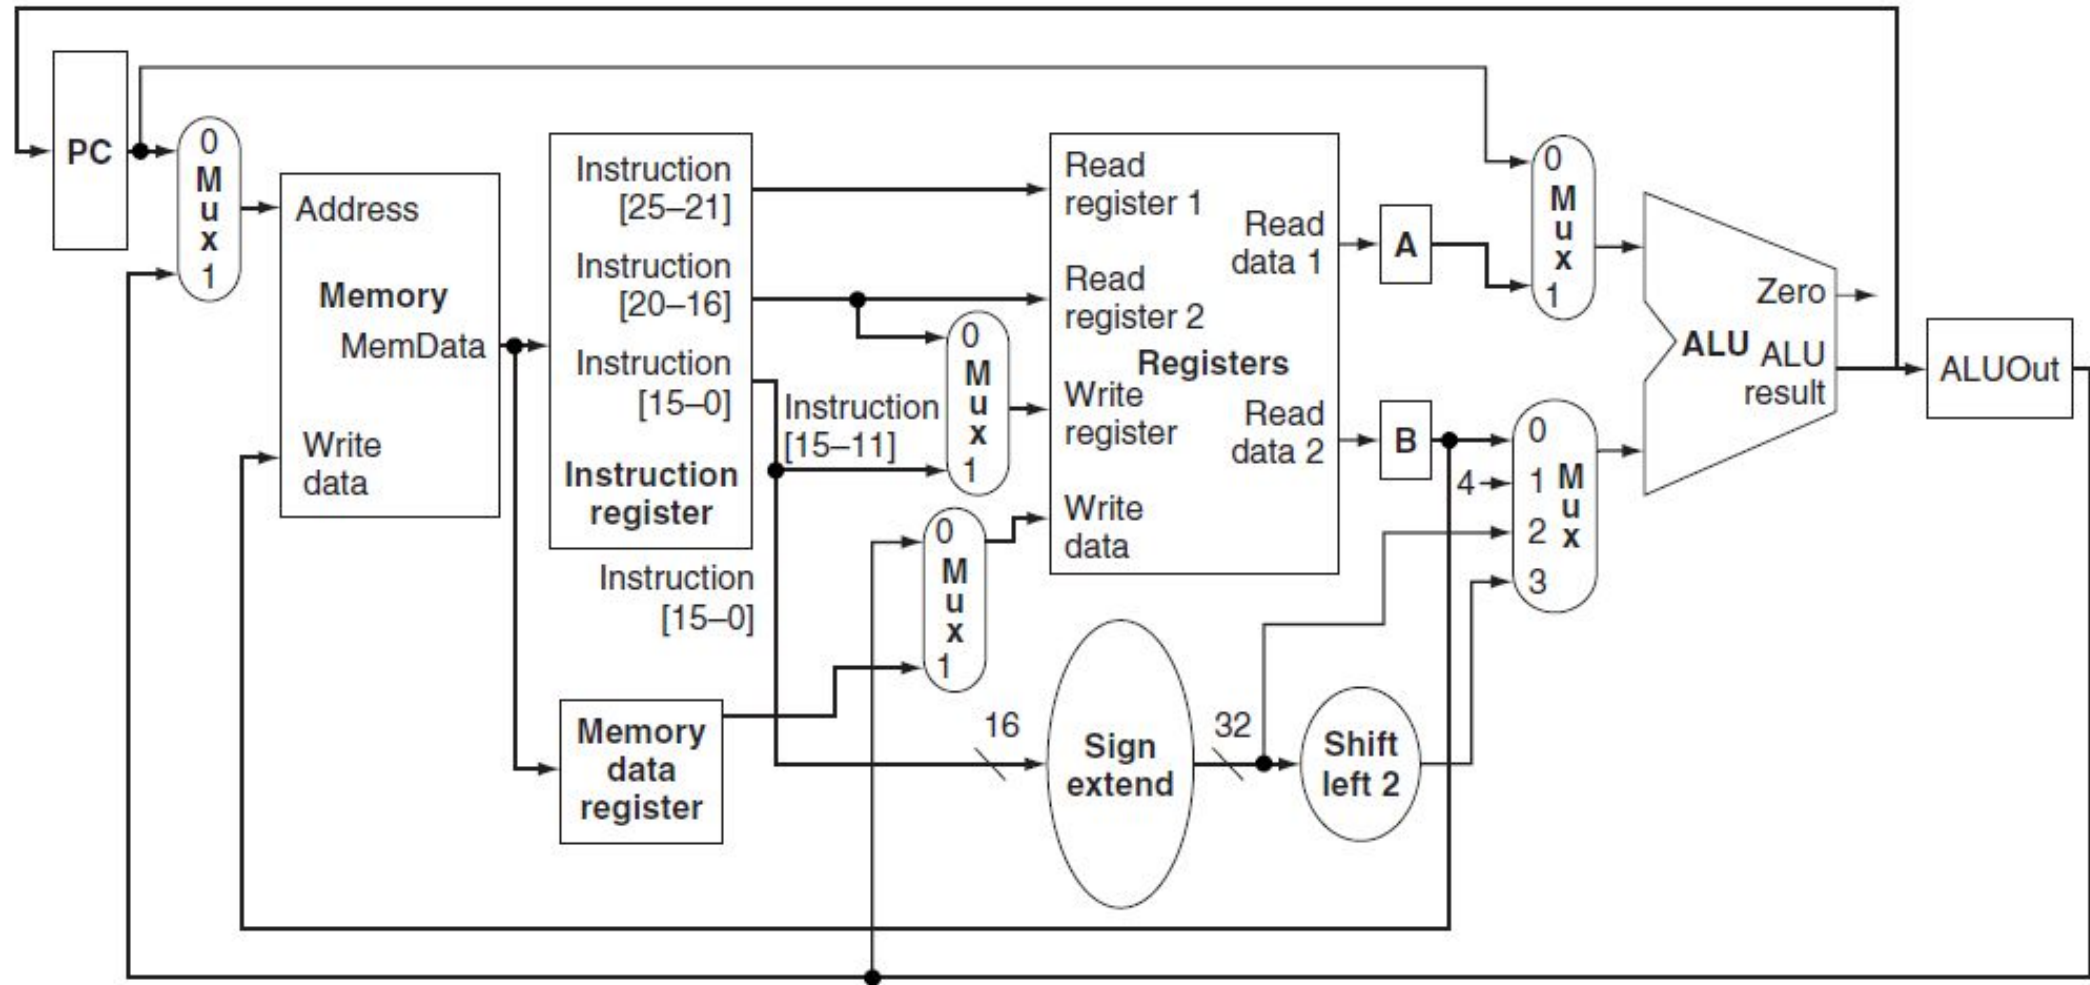 PC
0
M
u
x
1
Address
Memory
MemData
Write
data
Instruction
[25–21]
Instruction
[20–16]
Instruction
[15–0]
Instruction
register
Instruction
[15–11]
Instruction
[15–0]
Memory
data
register
0
M
u
x
1
0
M
u
x
1
16
Read
register 1
Read
register 2
Registers
Write
register
Write
data
Read
data 1
Read
data 2
Sign
extend
32
Shift
left 2
A
B
4
0
M
u
x
1
0
1 M
u
2 x
3
Zero
ALU
ALU
result
ALUOut